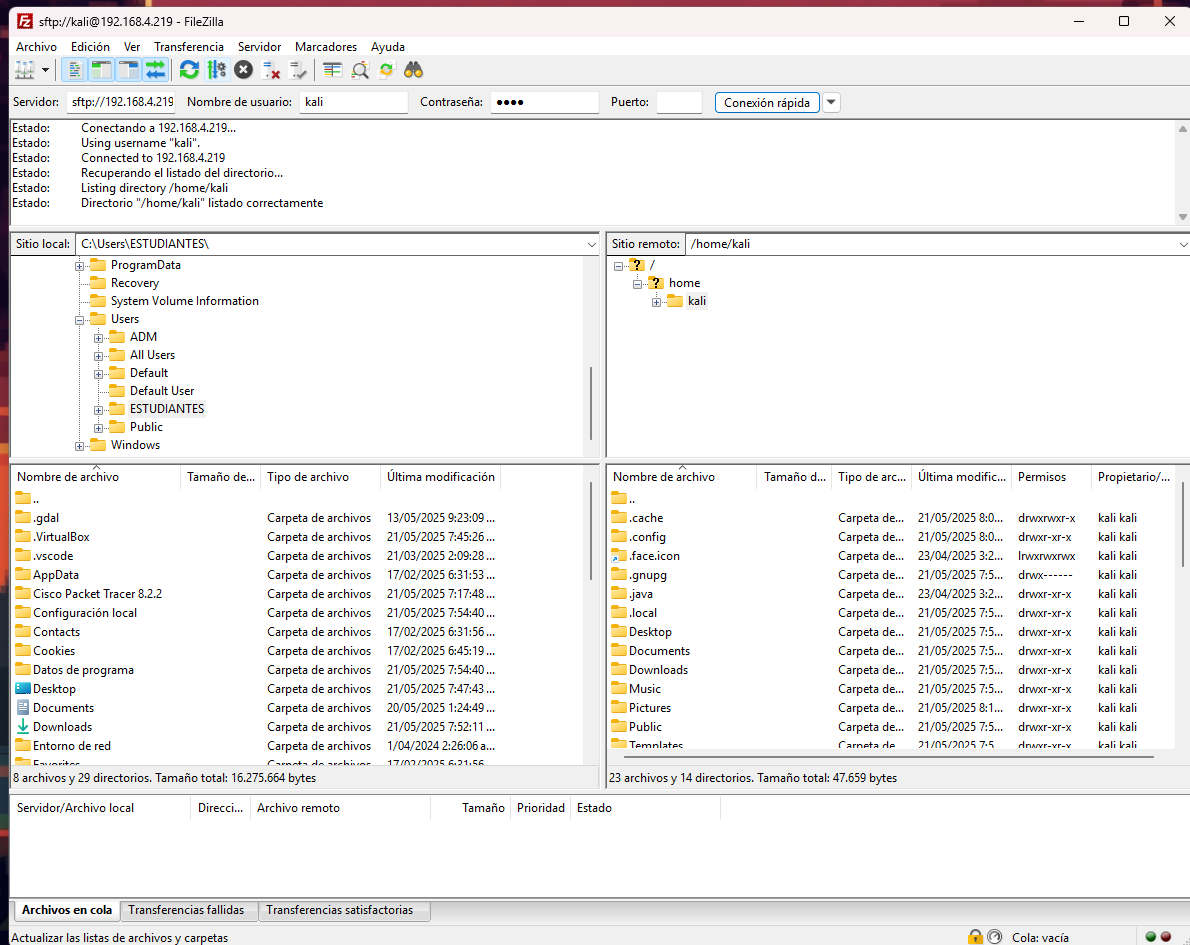 sftp://kali@192.168.4.219 - FileZilla
Archivo Edición Ver Transferencia Servidor Marcadores Ayuda
Servidor: sftp://192.168.4.219 Nombre de usuario: kali Contraseña: •••• Puerto: Conexión rápida
Estado: Conectando a 192.168.4.219...
Estado: Using username "kali".
Estado: Connected to 192.168.4.219
Estado: Recuperando el listado del directorio...
Estado: Listing directory /home/kali
Estado: Directorio "/home/kali" listado correctamente
Sitio local: C:\Users\ESTUDIANTES\
ProgramData
Recovery
System Volume Information
Users
ADM
All Users
Default
Default User
ESTUDIANTES
Public
Windows
Sitio remoto: /home/kali
/
home
kali
Nombre de archivo Tamaño de... Tipo de archivo Última modificación
..
.gdal Carpeta de archivos 13/05/2025 9:23:09 ...
.VirtualBox Carpeta de archivos 21/05/2025 7:45:26 ...
.vscode Carpeta de archivos 21/03/2025 2:09:28 ...
AppData Carpeta de archivos 17/02/2025 6:31:53 ...
Cisco Packet Tracer 8.2.2 Carpeta de archivos 21/05/2025 7:17:48 ...
Configuración local Carpeta de archivos 21/05/2025 7:54:40 ...
Contacts Carpeta de archivos 17/02/2025 6:31:56 ...
Cookies Carpeta de archivos 17/02/2025 6:45:19 ...
Datos de programa Carpeta de archivos 21/05/2025 7:54:40 ...
Desktop Carpeta de archivos 21/05/2025 7:47:43 ...
Documents Carpeta de archivos 20/05/2025 1:24:49 ...
Downloads Carpeta de archivos 21/05/2025 7:52:11 ...
Entorno de red Carpeta de archivos 1/04/2024 2:26:06 a...
Favorites Carpeta de archivos 17/02/2025 6:31:56 ...
8 archivos y 29 directorios. Tamaño total: 16.275.664 bytes
Nombre de archivo Tamaño d... Tipo de arc... Última modific... Permisos Propietario/...
..
.cache Carpeta de... 21/05/2025 8:0... drwxrwxr-x kali kali
.config Carpeta de... 21/05/2025 8:0... drwxr-xr-x kali kali
.face.icon Carpeta de... 23/04/2025 3:2... lrwxrwxrwx kali kali
.gnupg Carpeta de... 21/05/2025 7:5... drwx------ kali kali
.java Carpeta de... 23/04/2025 3:2... drwxr-xr-x kali kali
.local Carpeta de... 21/05/2025 7:5... drwxr-xr-x kali kali
Desktop Carpeta de... 21/05/2025 7:5... drwxr-xr-x kali kali
Documents Carpeta de... 21/05/2025 7:5... drwxr-xr-x kali kali
Downloads Carpeta de... 21/05/2025 7:5... drwxr-xr-x kali kali
Music Carpeta de... 21/05/2025 7:5... drwxr-xr-x kali kali
Pictures Carpeta de... 21/05/2025 8:1... drwxr-xr-x kali kali
Public Carpeta de... 21/05/2025 7:5... drwxr-xr-x kali kali
Templates Carpeta de... 21/05/2025 7:5... drwxr-xr-x kali kali
23 archivos y 14 directorios. Tamaño total: 47.659 bytes
Servidor/Archivo local Direcci... Archivo remoto Tamaño Prioridad Estado
Archivos en cola Transferencias fallidas Transferencias satisfactorias
Actualizar las listas de archivos y carpetas Cola: vacía